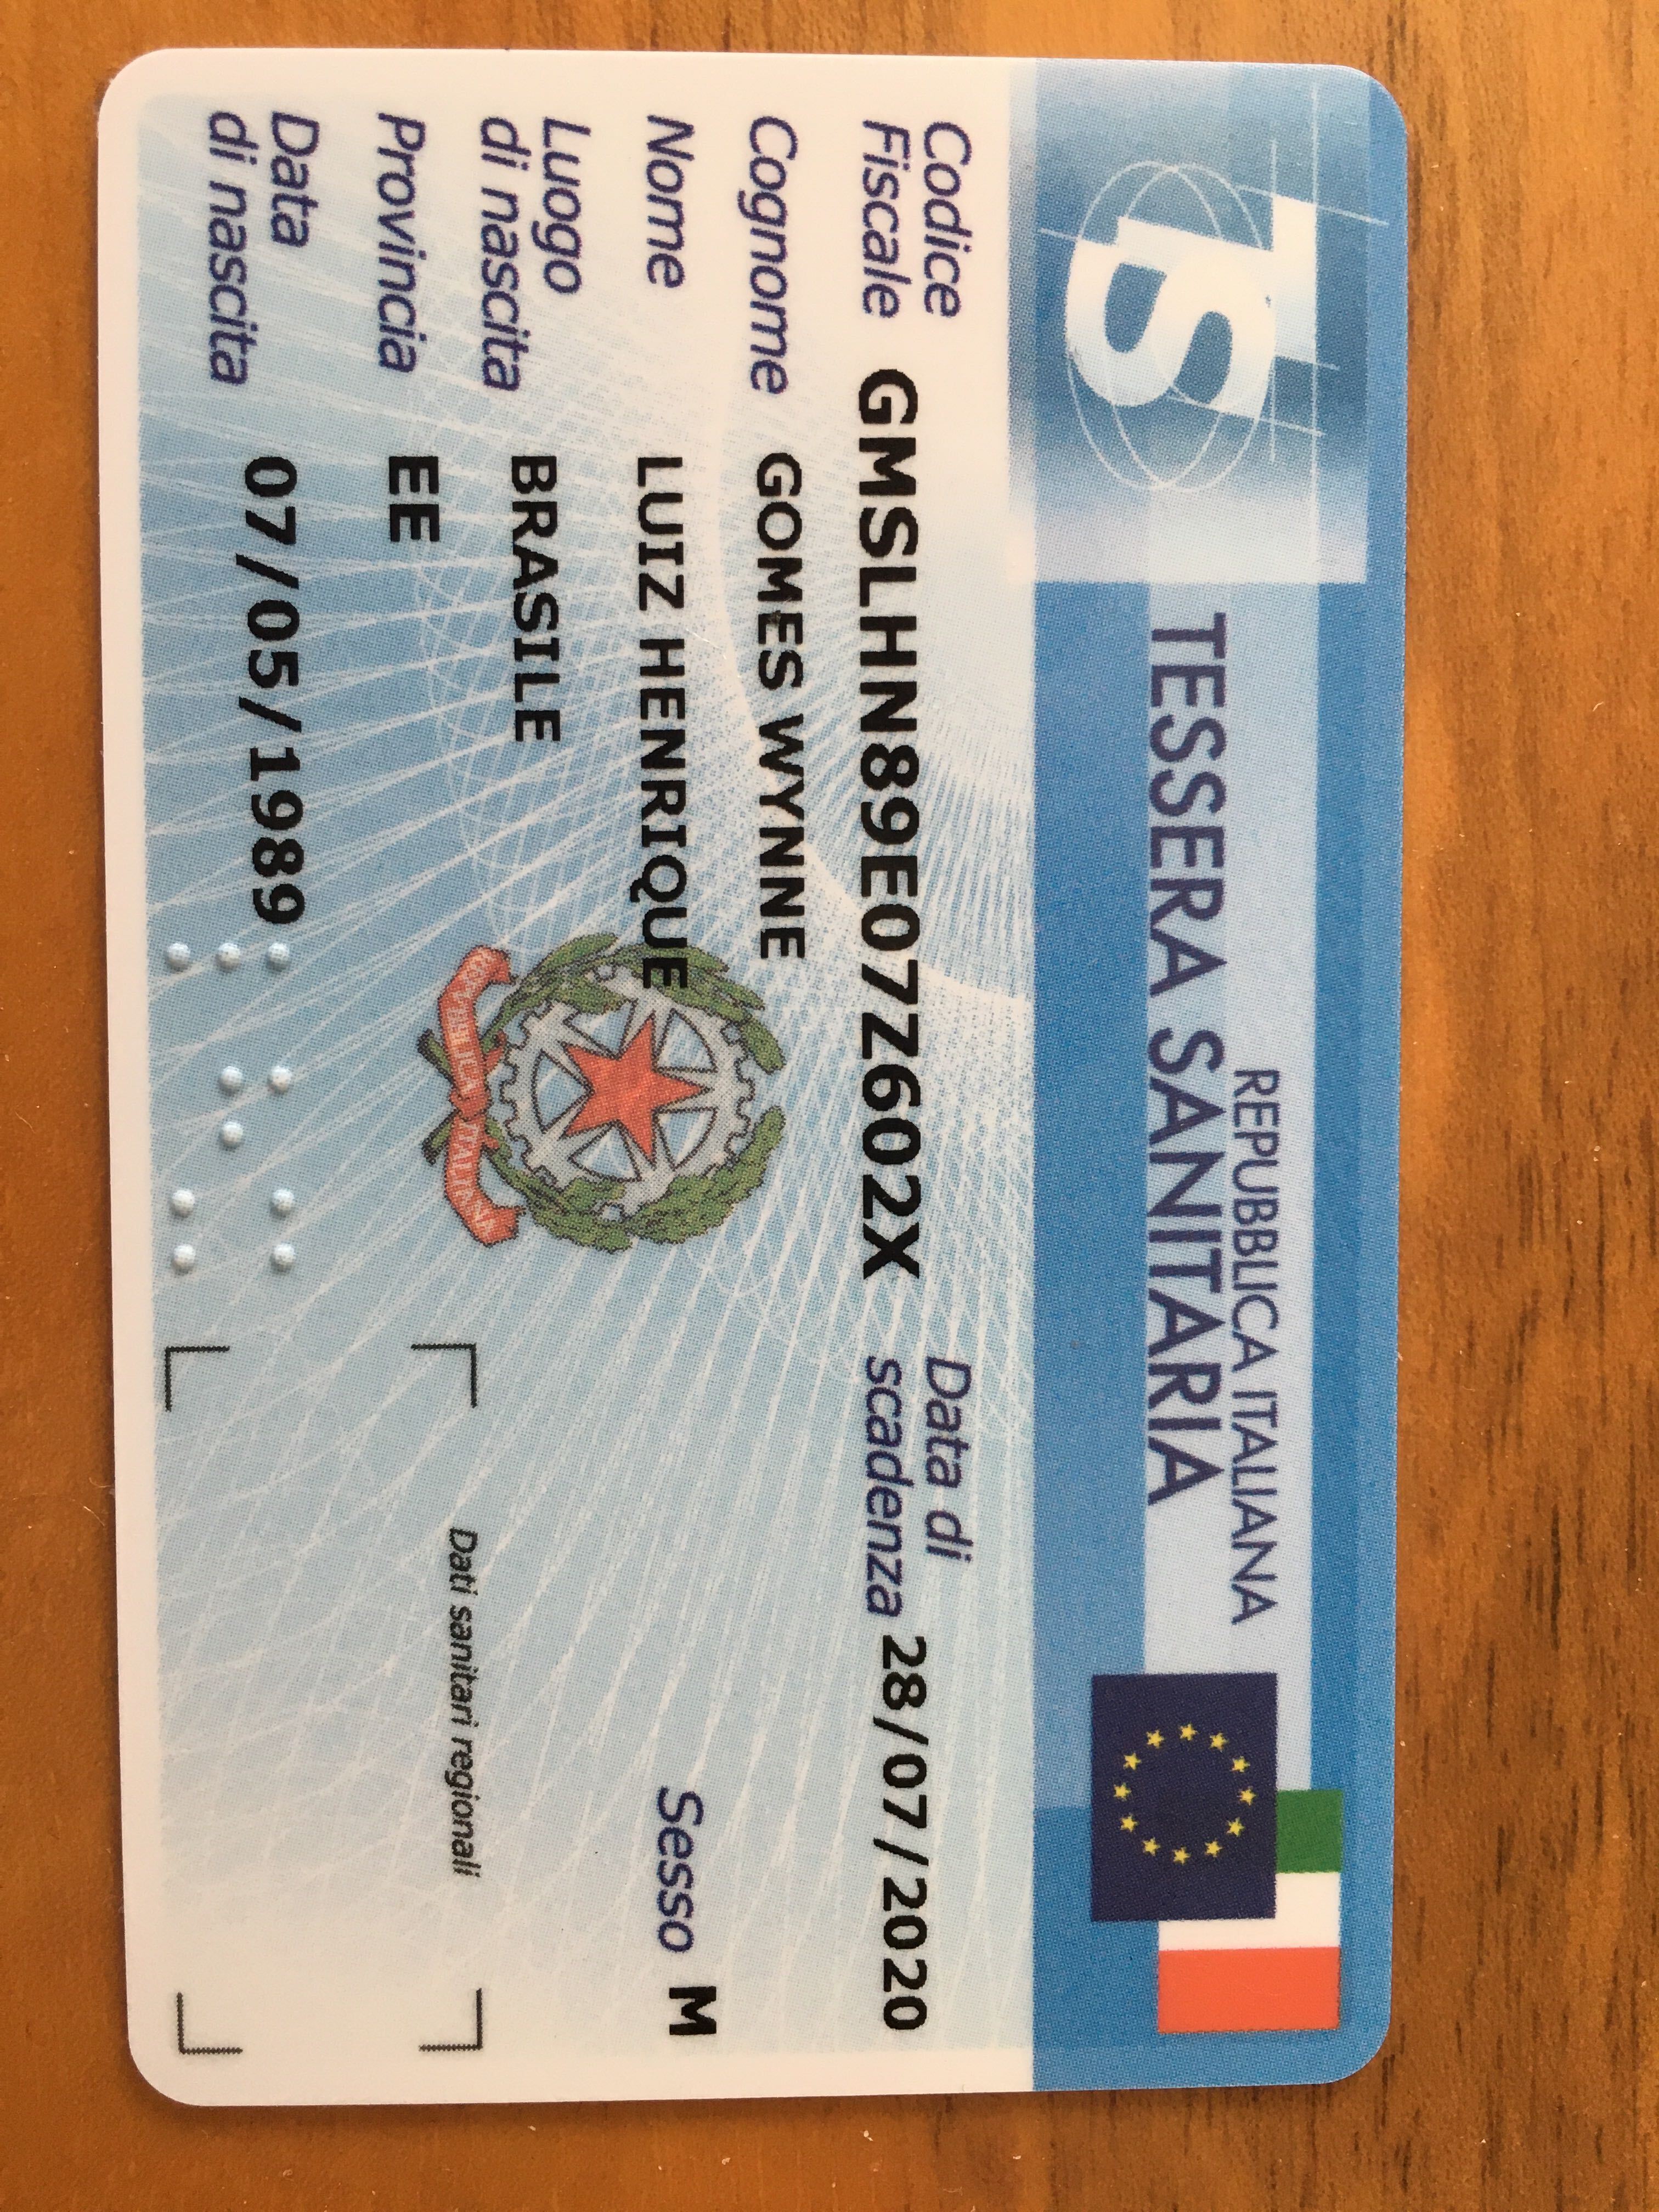 TS
REPUBBLICA ITALIANA
TESSERA SANITARIA
Codice
Fiscale GMSLHN89E07Z602X
Data di
scadenza 28/07/2020
Cognome GOMES WYNNE
Nome LUIZ HENRIQUE
Sesso M
Luogo
di nascita BRASILE
Provincia EE
Data
di nascita 07/05/1989
Dati sanitari regionali
REPVBBLICA ITALIANA